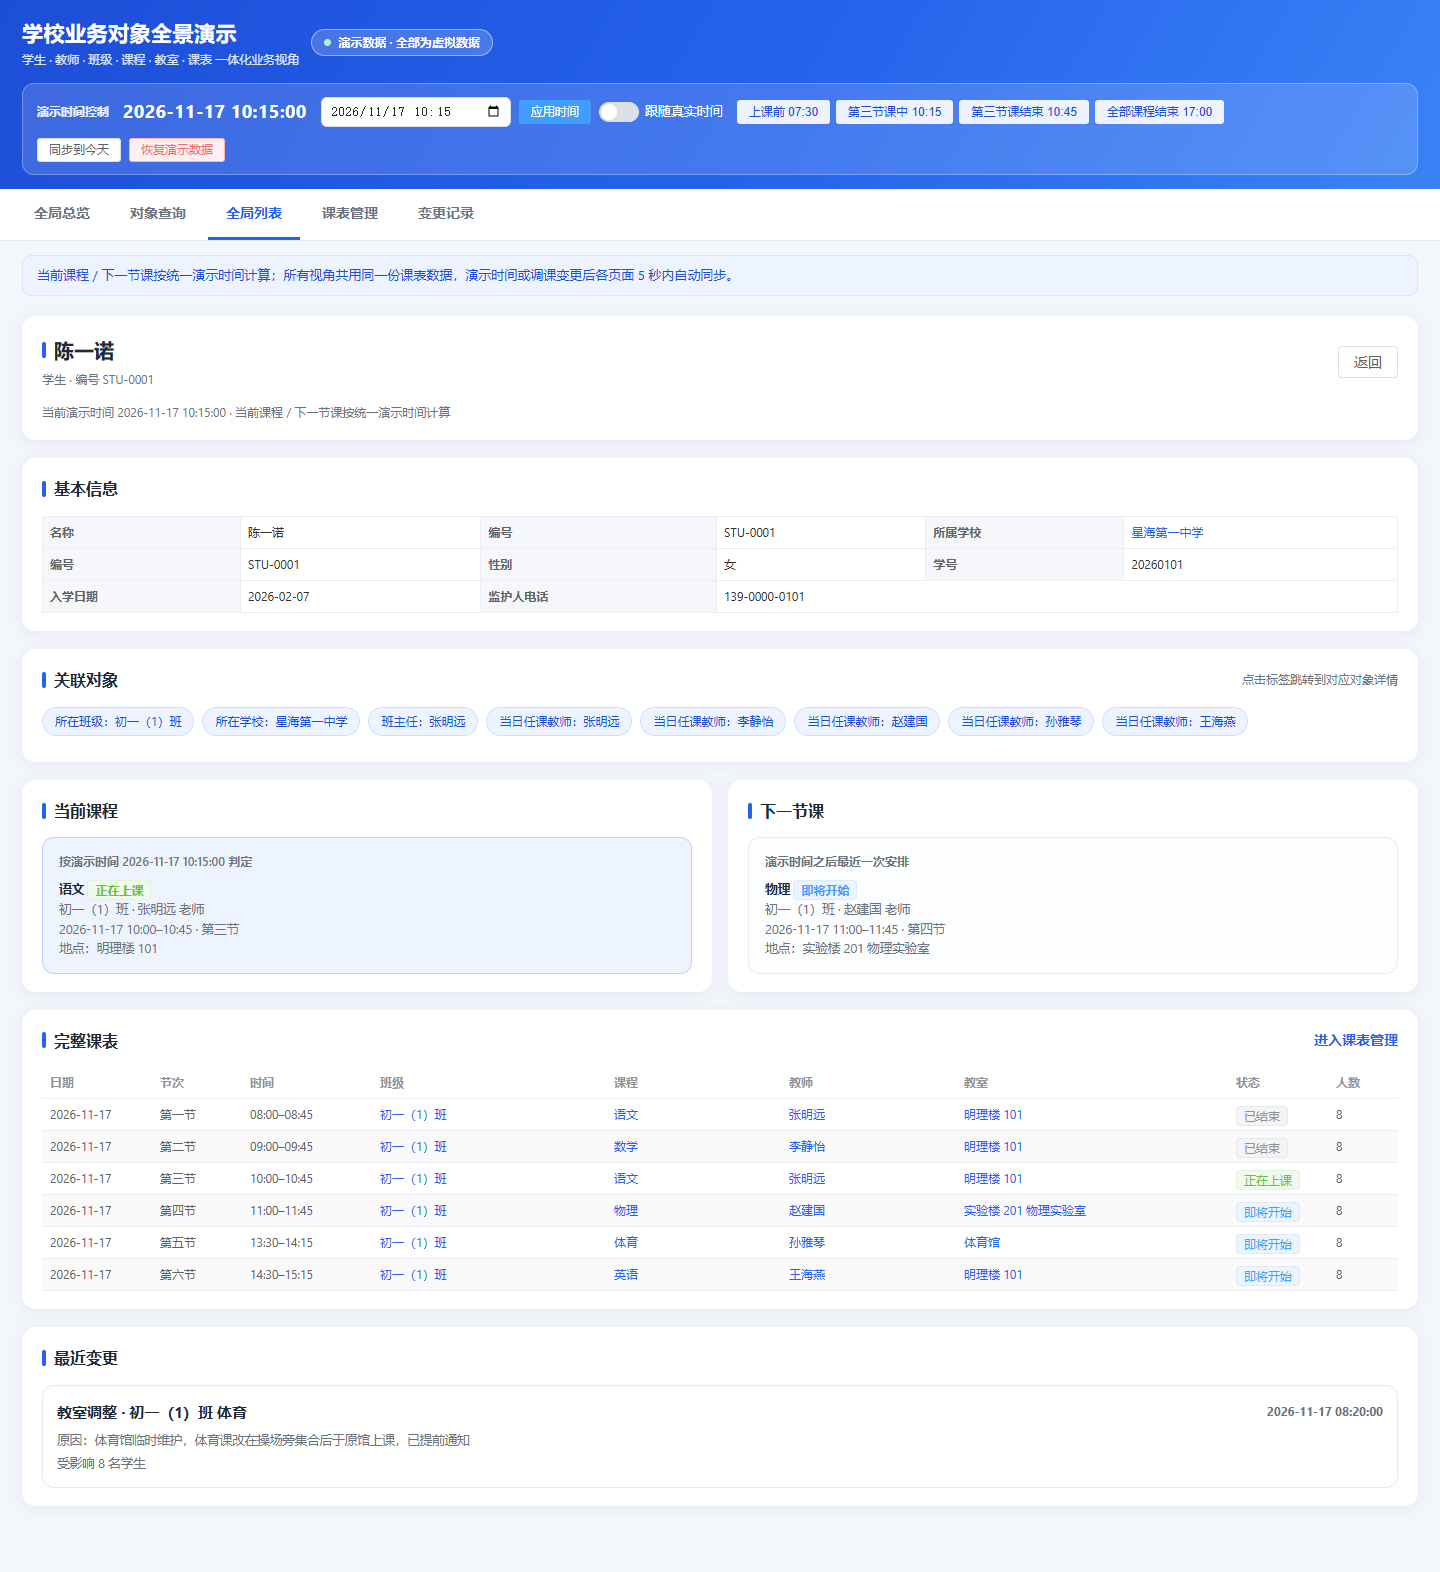 学校业务对象全景演示
学生 · 教师 · 班级 · 课程 · 教室 · 课表 一体化业务视角
演示数据 · 全部为虚拟数据
演示时间控制 2026-11-17 10:15:00 2026/11/17 10:15 应用时间 跟随真实时间 上课前 07:30 第三节课中 10:15 第三节课结束 10:45 全部课程结束 17:00
同步到今天 恢复演示数据
全局总览 对象查询 全局列表 课表管理 变更记录
当前课程 / 下一节课按统一演示时间计算；所有视角共用同一份课表数据，演示时间或调课变更后各页面 5 秒内自动同步。
陈一诺
返回
学生 · 编号 STU-0001
当前演示时间 2026-11-17 10:15:00 · 当前课程 / 下一节课按统一演示时间计算
基本信息
名称 陈一诺 编号 STU-0001 所属学校 星海第一中学
编号 STU-0001 性别 女 学号 20260101
入学日期 2026-02-07 监护人电话 139-0000-0101
关联对象 点击标签跳转到对应对象详情
所在班级：初一（1）班 所在学校：星海第一中学 班主任：张明远 当日任课教师：张明远 当日任课教师：李静怡 当日任课教师：赵建国 当日任课教师：孙雅琴 当日任课教师：王海燕
当前课程
按演示时间 2026-11-17 10:15:00 判定
语文 正在上课
初一（1）班 · 张明远 老师
2026-11-17 10:00–10:45 · 第三节
地点：明理楼 101
下一节课
演示时间之后最近一次安排
物理 即将开始
初一（1）班 · 赵建国 老师
2026-11-17 11:00–11:45 · 第四节
地点：实验楼 201 物理实验室
完整课表 进入课表管理
日期 节次 时间 班级 课程 教师 教室 状态 人数
2026-11-17 第一节 08:00–08:45 初一（1）班 语文 张明远 明理楼 101 已结束 8
2026-11-17 第二节 09:00–09:45 初一（1）班 数学 李静怡 明理楼 101 已结束 8
2026-11-17 第三节 10:00–10:45 初一（1）班 语文 张明远 明理楼 101 正在上课 8
2026-11-17 第四节 11:00–11:45 初一（1）班 物理 赵建国 实验楼 201 物理实验室 即将开始 8
2026-11-17 第五节 13:30–14:15 初一（1）班 体育 孙雅琴 体育馆 即将开始 8
2026-11-17 第六节 14:30–15:15 初一（1）班 英语 王海燕 明理楼 101 即将开始 8
最近变更
教室调整 · 初一（1）班 体育 2026-11-17 08:20:00
原因：体育馆临时维护，体育课改在操场旁集合后于原馆上课，已提前通知
受影响 8 名学生